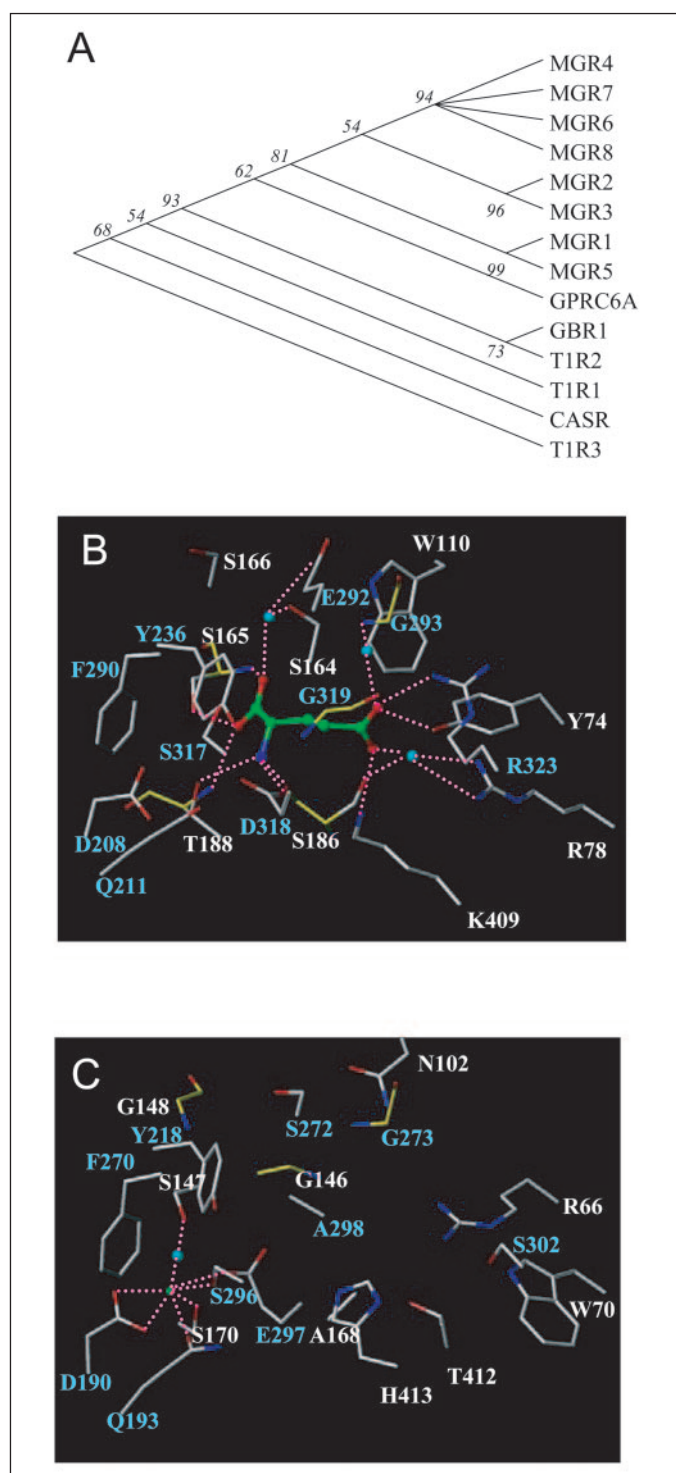 A
MGR4
MGR7
94
MGR6
54
MGR8
81
MGR2
62
MGR3
93
96
MGR1
54
MGR5
68
99
GPRC6A
GBR1
73
T1R2
T1R1
CASR
T1R3
B
W110
S166
E292
G293
Y236
S165
S164
F290
G319
Y74
S317
R323
D208
T188
D318
S186
R78
Q211
K409
C
N102
G148
S272
G273
Y218
F270
S147
G146
R66
A298
S302
S296
W70
S170
E297
A168
T412
D190
H413
Q193